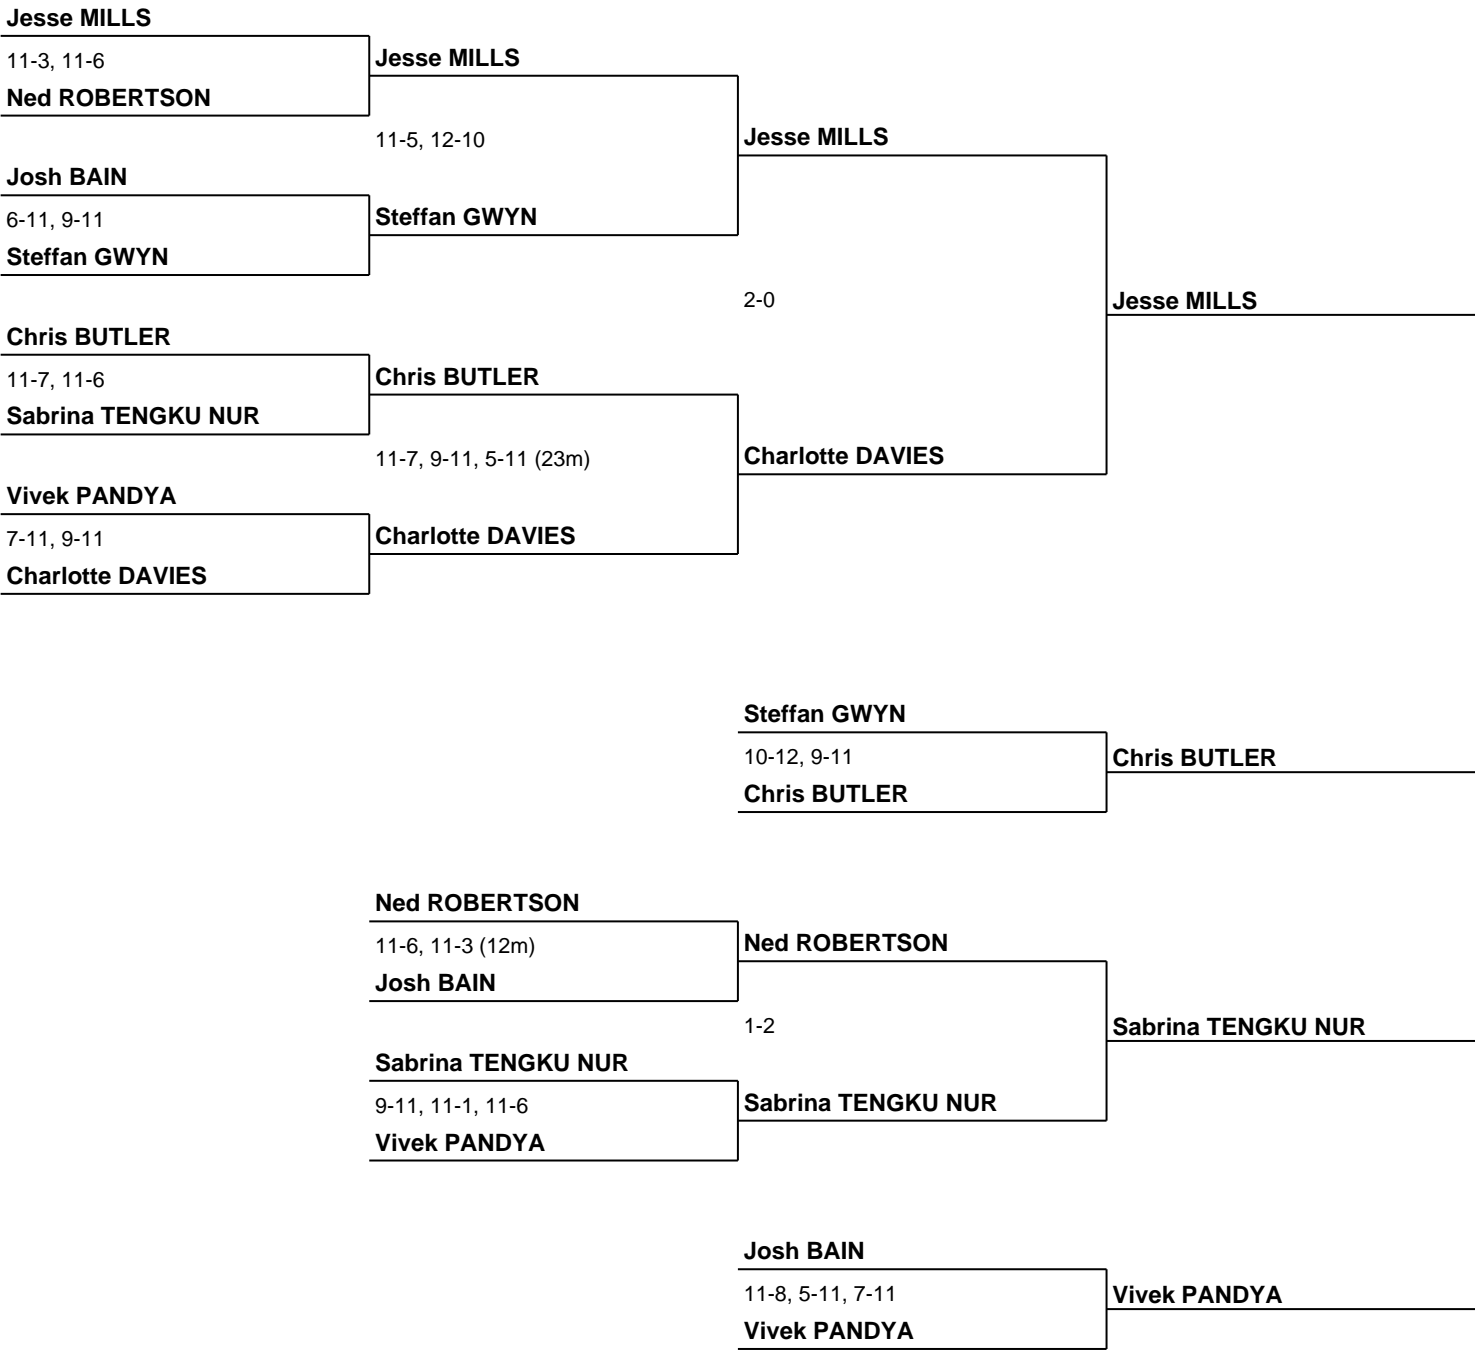 Jesse MILLS
11-3, 11-6
Jesse MILLS
Ned ROBERTSON
11-5, 12-10
Jesse MILLS
Josh BAIN
6-11, 9-11
Steffan GWYN
Steffan GWYN
2-0
Jesse MILLS
Chris BUTLER
11-7, 11-6
Chris BUTLER
Sabrina TENGKU NUR
11-7, 9-11, 5-11 (23m)
Charlotte DAVIES
Vivek PANDYA
7-11, 9-11
Charlotte DAVIES
Charlotte DAVIES
Steffan GWYN
10-12, 9-11
Chris BUTLER
Chris BUTLER
Ned ROBERTSON
11-6, 11-3 (12m)
Ned ROBERTSON
Josh BAIN
1-2
Sabrina TENGKU NUR
Sabrina TENGKU NUR
9-11, 11-1, 11-6
Sabrina TENGKU NUR
Vivek PANDYA
Josh BAIN
11-8, 5-11, 7-11
Vivek PANDYA
Vivek PANDYA